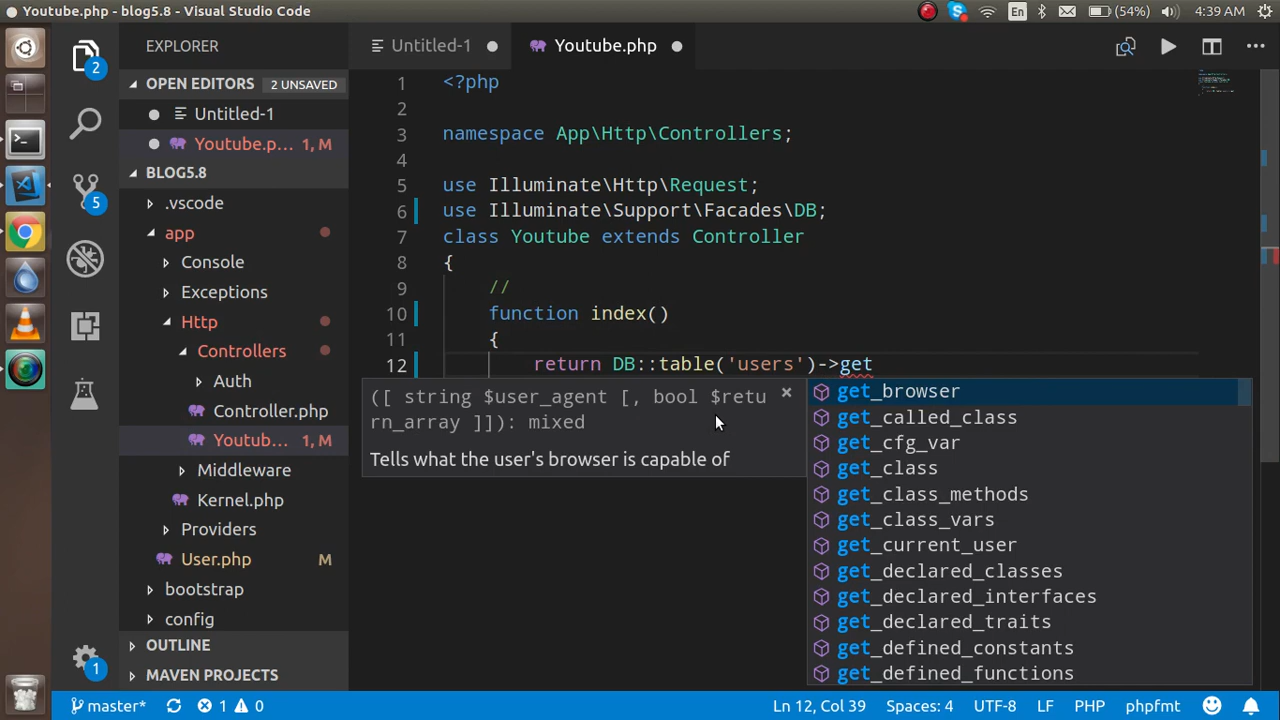 Youtube.php - blog5.8 - Visual Studio Code
En
(54%)
4:39 AM
EXPLORER
Untitled-1
Youtube.php
OPEN EDITORS
2 UNSAVED
Untitled-1
Youtube.p...
1, M
BLOG5.8
.vscode
app
Console
Exceptions
Http
Controllers
Auth
Controller.php
Youtub...
1, M
Middleware
Kernel.php
Providers
User.php
M
bootstrap
config
OUTLINE
MAVEN PROJECTS
2
5
1
1 <?php
2
3 namespace App\Http\Controllers;
4
5 use Illuminate\Http\Request;
6 use Illuminate\Support\Facades\DB;
7 class Youtube extends Controller
8 {
9 //
10 function index()
11 {
12 return DB::table('users')->get
([ string $user_agent [, bool $retu
rn_array ]]): mixed
Tells what the user's browser is capable of
get_browser
get_called_class
get_cfg_var
get_class
get_class_methods
get_class_vars
get_current_user
get_declared_classes
get_declared_interfaces
get_declared_traits
get_defined_constants
get_defined_functions
master*
1
0
Ln 12, Col 39
Spaces: 4
UTF-8
LF
PHP
phpfmt